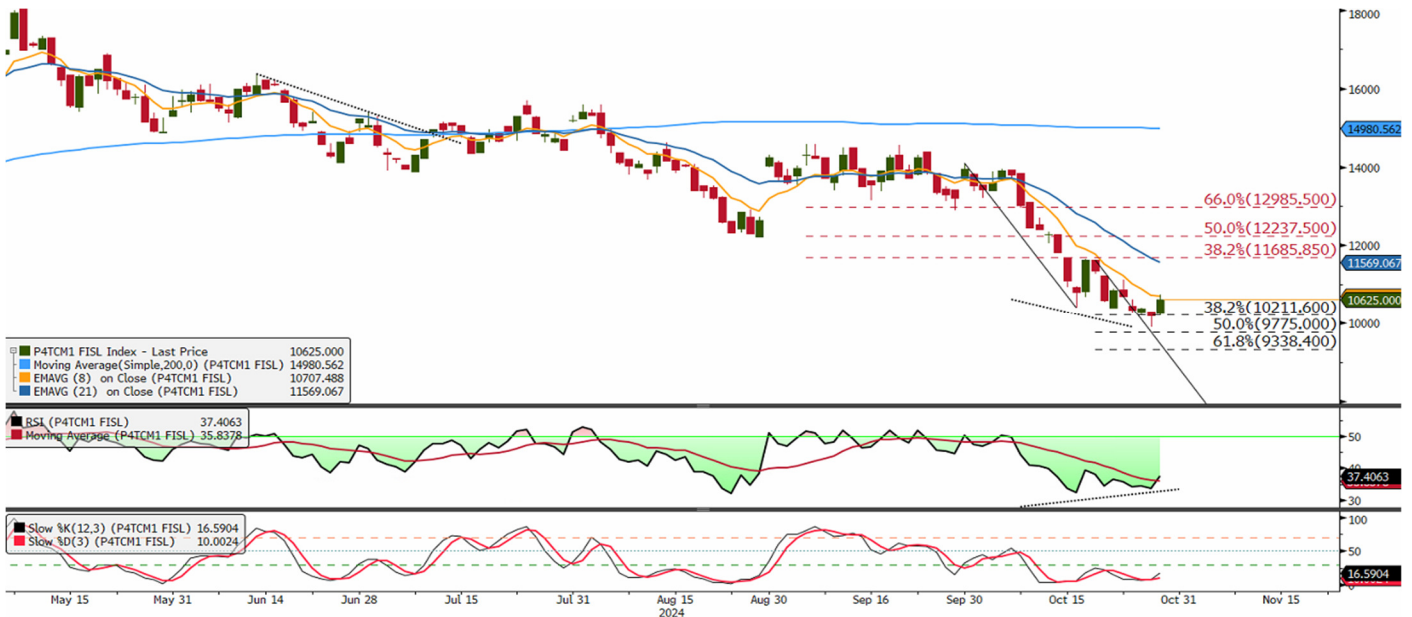 18000
16000
14980.562
14000
66.0%(12985.500)
50.0%(12237.500)
12000
38.2%(11685.850)
11569.067
10625.000
38.2%(10211.600)
10000
50.0%(9775.000)
61.8%(9338.400)
P4TCM1 FISL Index - Last Price 10625.000
Moving Average(Simple,200,0) (P4TCM1 FISL) 14980.562
EMAVG (8) on Close (P4TCM1 FISL) 10707.488
EMAVG (21) on Close (P4TCM1 FISL) 11569.067
RSI (P4TCM1 FISL) 37.4063
Moving Average (P4TCM1 FISL) 35.8378
50
40
37.4063
30
Slow %K(12,3) (P4TCM1 FISL) 16.5904
Slow %D(3) (P4TCM1 FISL) 10.0024
100
50
16.5904
0
May 15 May 31 Jun 14 Jun 28 Jul 15 Jul 31 Aug 15 Aug 30 Sep 16 Sep 30 Oct 15 Oct 31 Nov 15
2024